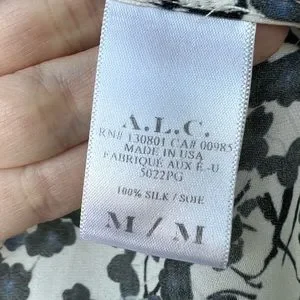 A.L.C.
RN# 130801 CA# 00985
MADE IN USA
FABRIQUE AUX É.-U
5022PG
100% SILK / SOIE
M / M